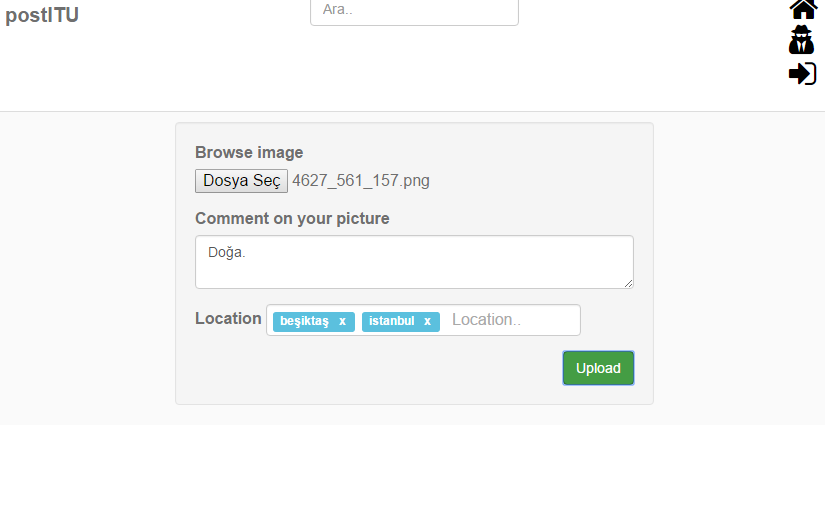 postITU
Ara..
Browse image
Dosya Seç 4627_561_157.png
Comment on your picture
Doğa.
Location beşiktaş x istanbul x Location..
Upload